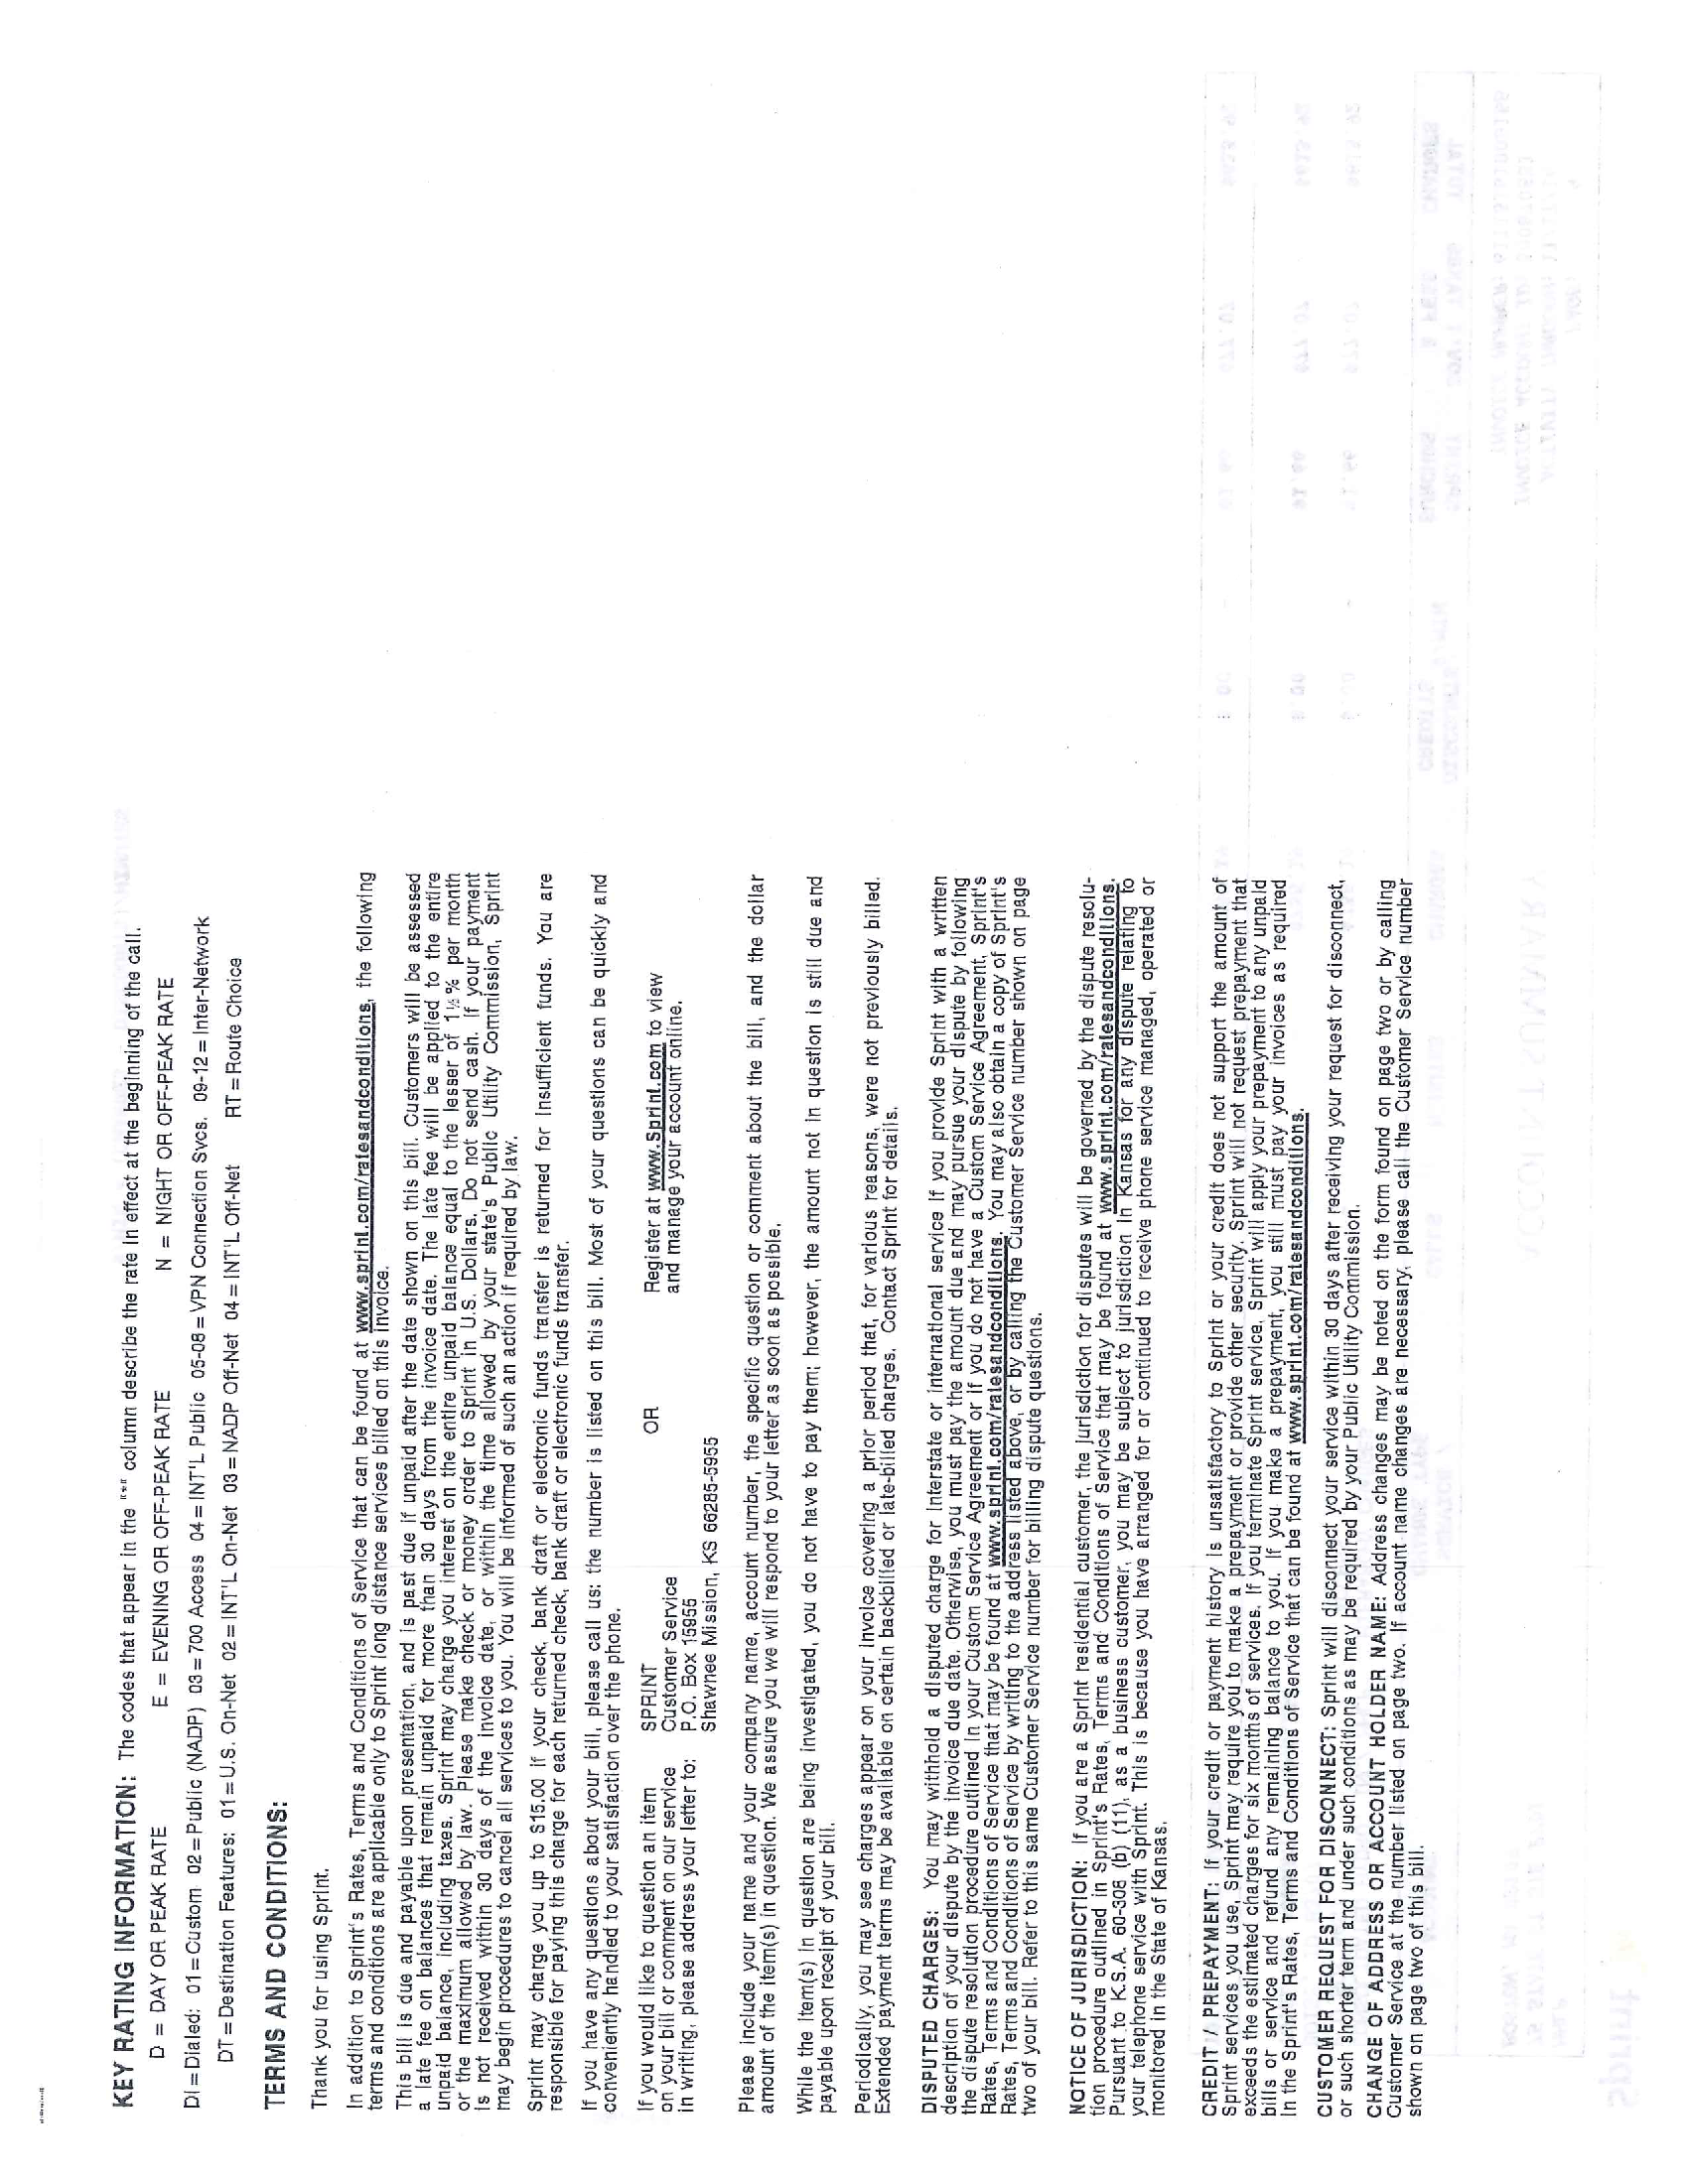 KEY RATING INFORMATION: The codes that appear in the "*" column describe the rate in effect at the beginning of the call.
D = DAY OR PEAK RATE E = EVENING OR OFF-PEAK RATE N = NIGHT OR OFF-PEAK RATE
DI=Dialed: 01=Custom 02=Public (NADP) 03=700 Access 04=INT'L Public 05-08=VPN Connection Svcs. 09-12=Inter-Network
DT=Destination Features: 01=U.S. On-Net 02=INT'L On-Net 03=NADP Off-Net 04=INT'L Off-Net RT=Route Choice
TERMS AND CONDITIONS:
Thank you for using Sprint.
In addition to Sprint's Rates, Terms and Conditions of Service that can be found at www.sprint.com/ratesandconditions, the following
terms and conditions are applicable only to Sprint long distance services billed on this invoice.
This bill is due and payable upon presentation, and is past due if unpaid after the date shown on this bill. Customers will be assessed
a late fee on balances that remain unpaid for more than 30 days from the invoice date. The late fee will be applied to the entire
unpaid balance, including taxes. Sprint may charge you interest on the entire unpaid balance equal to the lesser of 1½% per month
or the maximum allowed by law. Please make check or money order to Sprint in U.S. Dollars. Do not send cash. If your payment
is not received within 30 days of the invoice date, or within the time allowed by your state's Public Utility Commission, Sprint
may begin procedures to cancel all services to you. You will be informed of such an action if required by law.
Sprint may charge you up to $15.00 if your check, bank draft or electronic funds transfer is returned for insufficient funds. You are
responsible for paying this charge for each returned check, bank draft or electronic funds transfer.
If you have any questions about your bill, please call us: the number is listed on this bill. Most of your questions can be quickly and
conveniently handled to your satisfaction over the phone.
If you would like to question an item SPRINT OR Register at www.Sprint.com to view
on your bill or comment on our service Customer Service and manage your account online.
in writing, please address your letter to: P.O. Box 15955
Shawnee Mission, KS 66285-5955
Please include your name and your company name, account number, the specific question or comment about the bill, and the dollar
amount of the item(s) in question. We assure you we will respond to your letter as soon as possible.
While the item(s) in question are being investigated, you do not have to pay them; however, the amount not in question is still due and
payable upon receipt of your bill.
Periodically, you may see charges appear on your invoice covering a prior period that, for various reasons, were not previously billed.
Extended payment terms may be available on certain backbilled or late-billed charges. Contact Sprint for details.
DISPUTED CHARGES: You may withhold a disputed charge for interstate or international service if you provide Sprint with a written
description of your dispute by the invoice due date. Otherwise, you must pay the amount due and may pursue your dispute by following
the dispute resolution procedure outlined in your Custom Service Agreement or if you do not have a Custom Service Agreement, Sprint's
Rates, Terms and Conditions of Service that may be found at www.sprint.com/ratesandconditions. You may also obtain a copy of Sprint's
Rates, Terms and Conditions of Service by writing to the address listed above, or by calling the Customer Service number shown on page
two of your bill. Refer to this same Customer Service number for billing dispute questions.
NOTICE OF JURISDICTION: If you are a Sprint residential customer, the jurisdiction for disputes will be governed by the dispute resolu-
tion procedure outlined in Sprint's Rates, Terms and Conditions of Service that may be found at www.sprint.com/ratesandconditions.
Pursuant to K.S.A. 60-308 (b) (11), as a business customer, you may be subject to jurisdiction in Kansas for any dispute relating to
your telephone service with Sprint. This is because you have arranged for or continued to receive phone service managed, operated or
monitored in the State of Kansas.
CREDIT / PREPAYMENT: If your credit or payment history is unsatisfactory to Sprint or your credit does not support the amount of
Sprint services you use, Sprint may require you to make a prepayment or provide other security. Sprint will not request prepayment that
exceeds the estimated charges for six months of services. If you terminate Sprint service, Sprint will apply your prepayment to any unpaid
bills or service and refund any remaining balance to you. If you make a prepayment, you still must pay your invoices as required
in the Sprint's Rates, Terms and Conditions of Service that can be found at www.sprint.com/ratesandconditions.
CUSTOMER REQUEST FOR DISCONNECT: Sprint will disconnect your service within 30 days after receiving your request for disconnect,
or such shorter term and under such conditions as may be required by your Public Utility Commission.
CHANGE OF ADDRESS OR ACCOUNT HOLDER NAME: Address changes may be noted on the form found on page two or by calling
Customer Service at the number listed on page two. If account name changes are necessary, please call the Customer Service number
shown on page two of this bill.